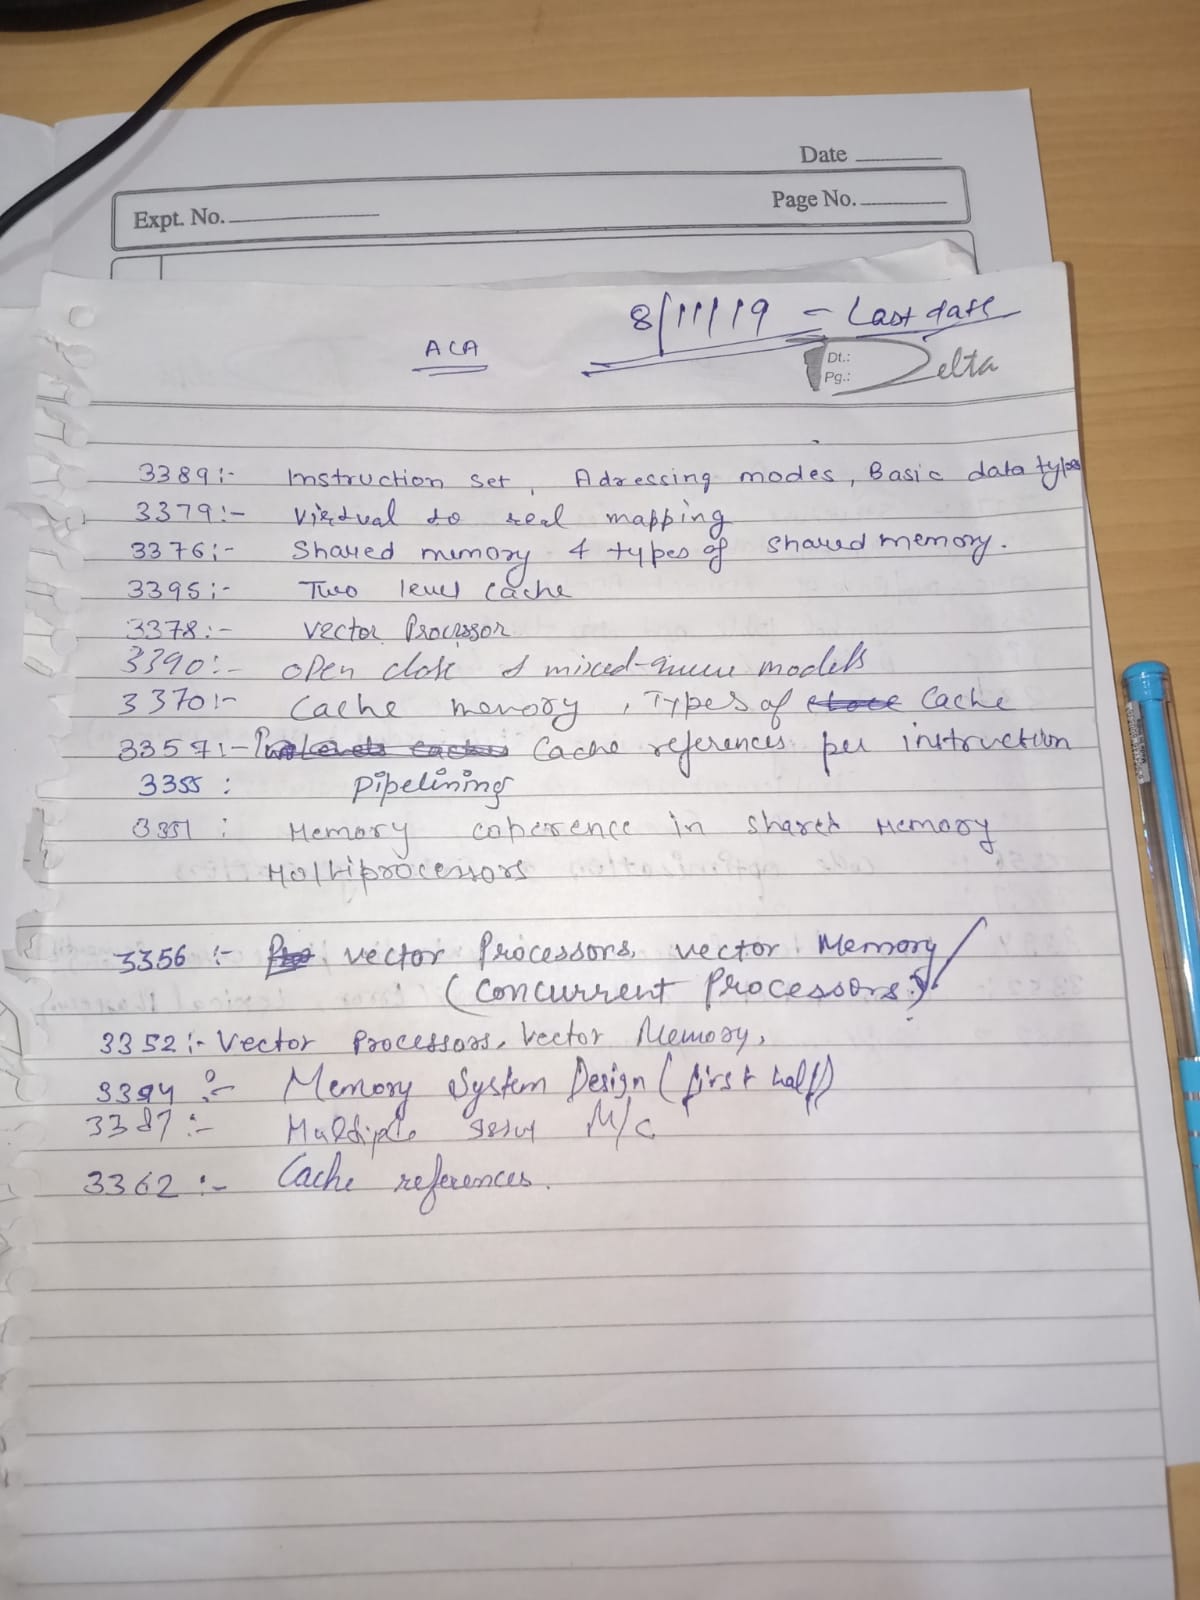 Date
Expt. No.
Page No.
8/11/19 - Last date
ACA
Dt.:
Pg.:
Delta
3389:- Instruction set, Adressing modes, Basic data types
3379:- Virtual to real mapping
3376:- Shared memory & types of shared memory.
3395:- Two level cache
3378:- Vector Processor
3390:- Open close & mixed-queue models
3370:- Cache memory, Types of Cache
3357:- Cache references per instruction
3355: Pipelining
3351: Memory coherence in shared Memory
Multiprocessors
3356:- Vector Processors, vector Memory
(Concurrent Processors)
3352:- Vector Processors, Vector Memory,
3394:- Memory System Design (first half)
3387:- Multiple issue M/c
3362:- Cache references.